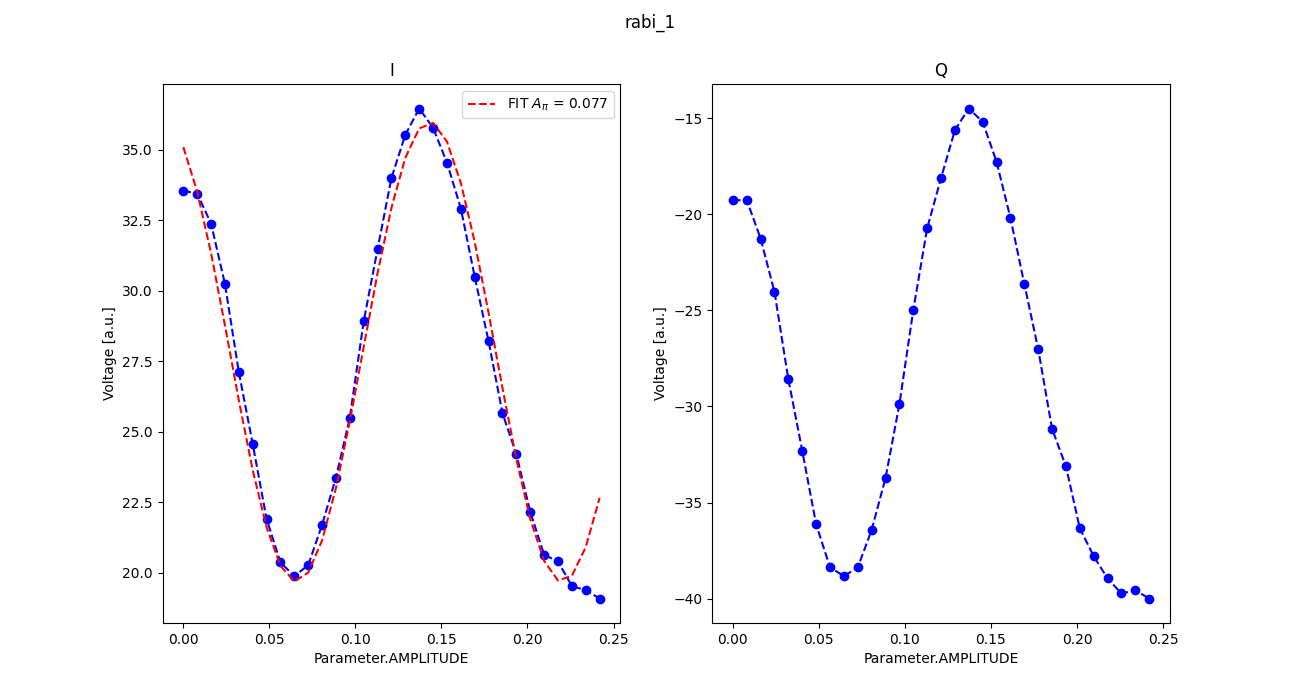 rabi_1
I
FIT $A_\pi$ = 0.077
Voltage [a.u.]
35.0
32.5
30.0
27.5
25.0
22.5
20.0
0.00 0.05 0.10 0.15 0.20 0.25
Parameter.AMPLITUDE
Q
Voltage [a.u.]
−15
−20
−25
−30
−35
−40
0.00 0.05 0.10 0.15 0.20 0.25
Parameter.AMPLITUDE